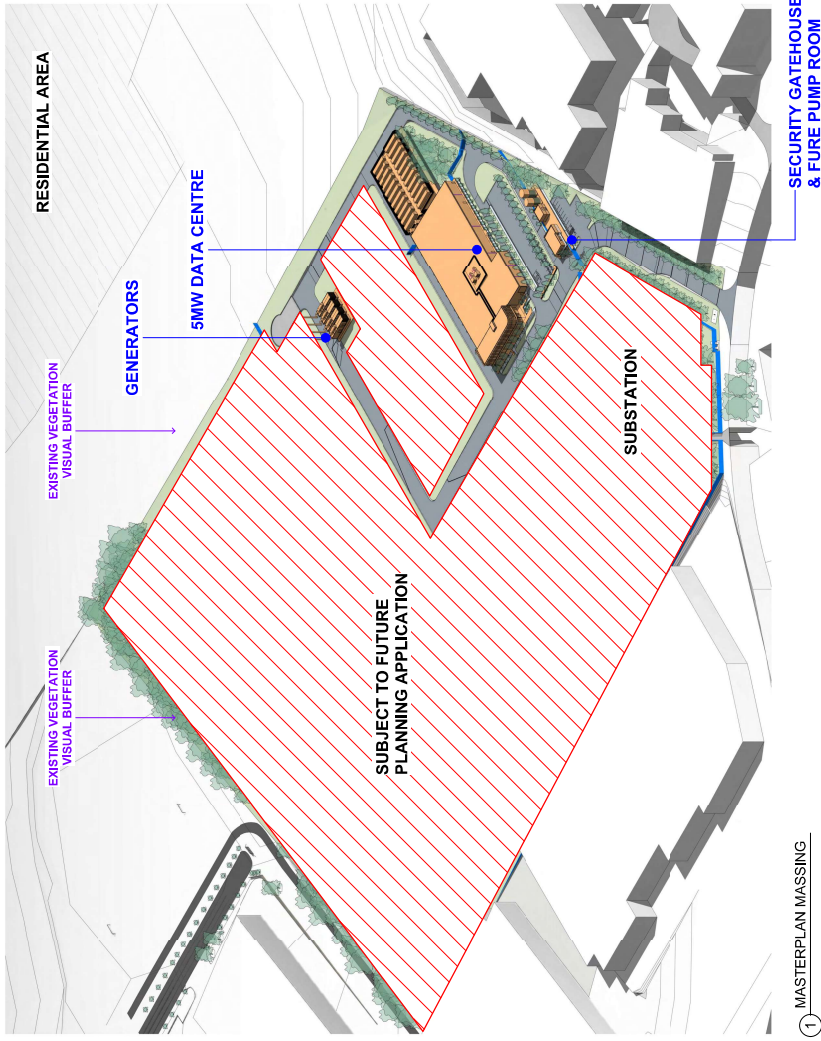 RESIDENTIAL AREA
EXISTING VEGETATION
VISUAL BUFFER
EXISTING VEGETATION
VISUAL BUFFER
GENERATORS
5MW DATA CENTRE
SUBJECT TO FUTURE
PLANNING APPLICATION
SUBSTATION
SECURITY GATEHOUSE
& FURE PUMP ROOM
1 MASTERPLAN MASSING